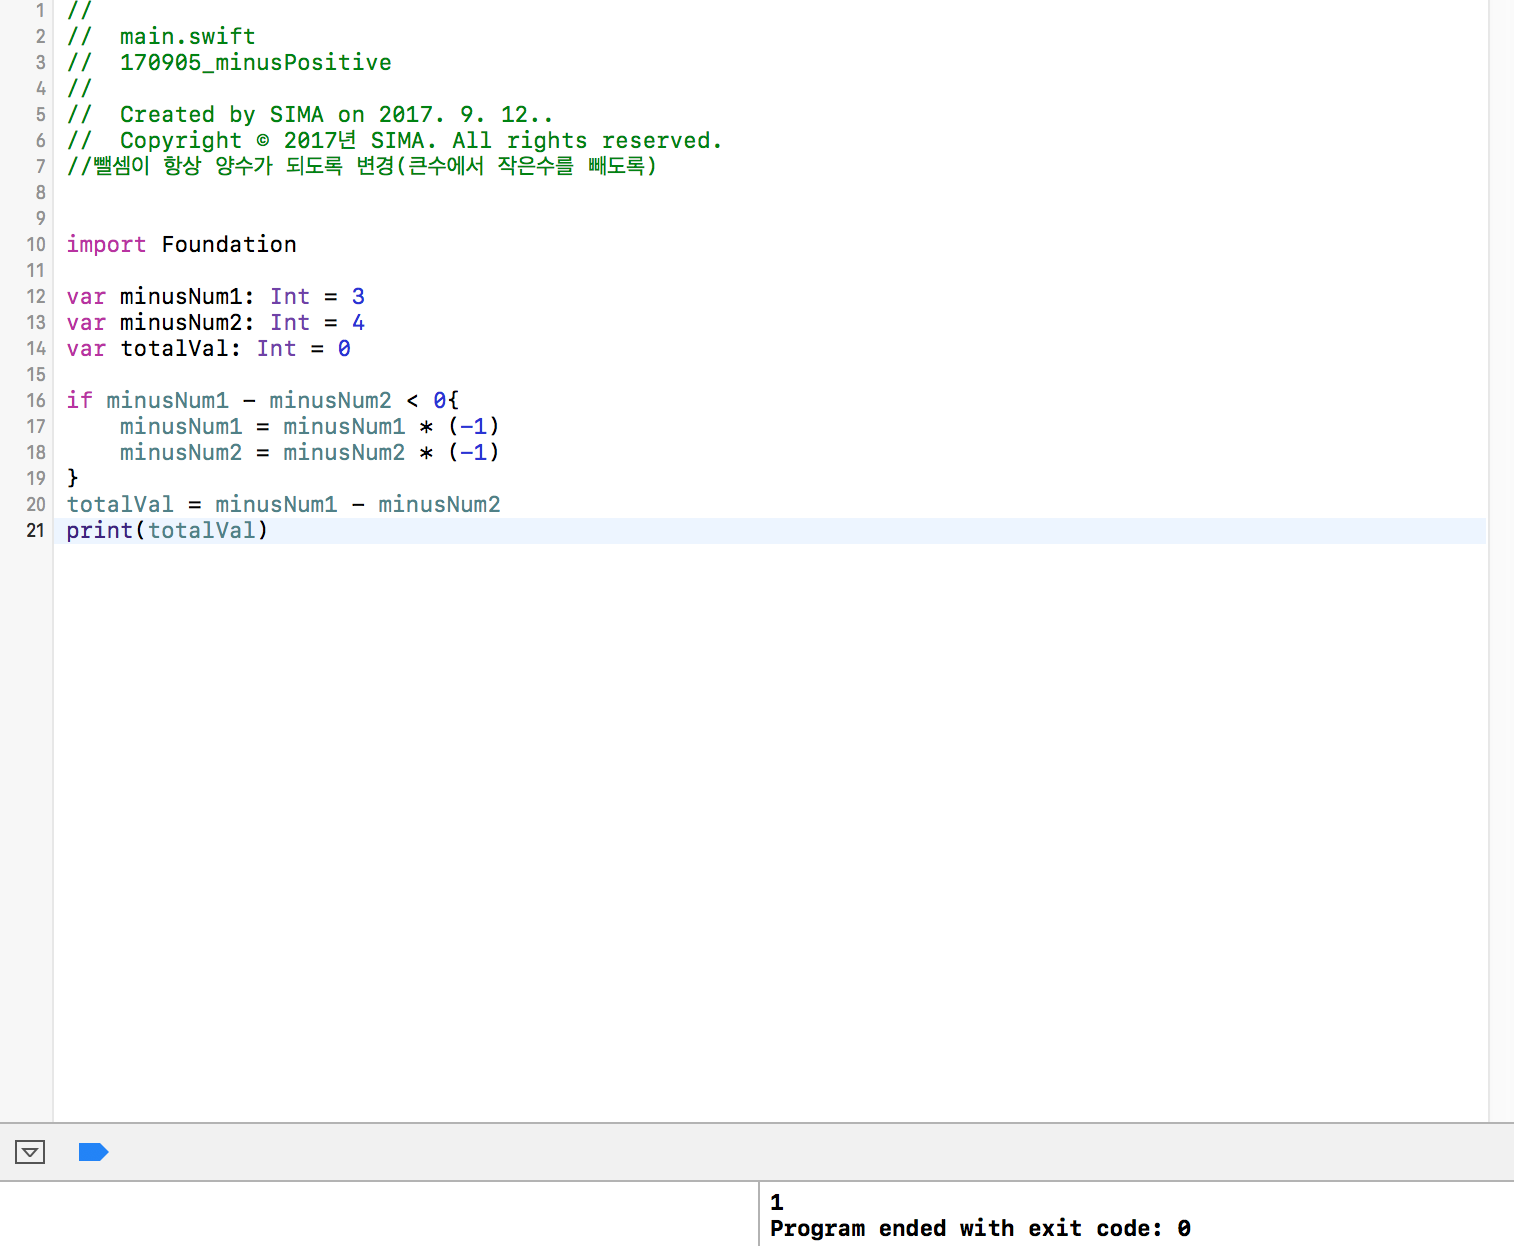 1 //
2 //  main.swift
3 //  170905_minusPositive
4 //
5 //  Created by SIMA on 2017. 9. 12..
6 //  Copyright © 2017년 SIMA. All rights reserved.
7 //뺄셈이 항상 양수가 되도록 변경(큰수에서 작은수를 빼도록)
8
9
10 import Foundation
11
12 var minusNum1: Int = 3
13 var minusNum2: Int = 4
14 var totalVal: Int = 0
15
16 if minusNum1 - minusNum2 < 0{
17     minusNum1 = minusNum1 * (-1)
18     minusNum2 = minusNum2 * (-1)
19 }
20 totalVal = minusNum1 - minusNum2
21 print(totalVal)
1
Program ended with exit code: 0